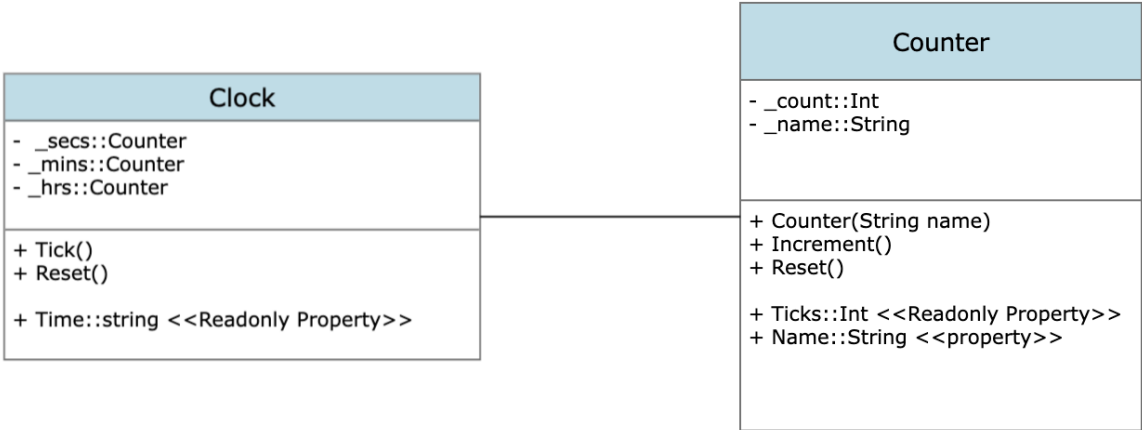 Clock
- _secs::Counter
- _mins::Counter
- _hrs::Counter
+ Tick()
+ Reset()
+ Time::string <<Readonly Property>>
Counter
- _count::Int
- _name::String
+ Counter(String name)
+ Increment()
+ Reset()
+ Ticks::Int <<Readonly Property>>
+ Name::String <<property>>